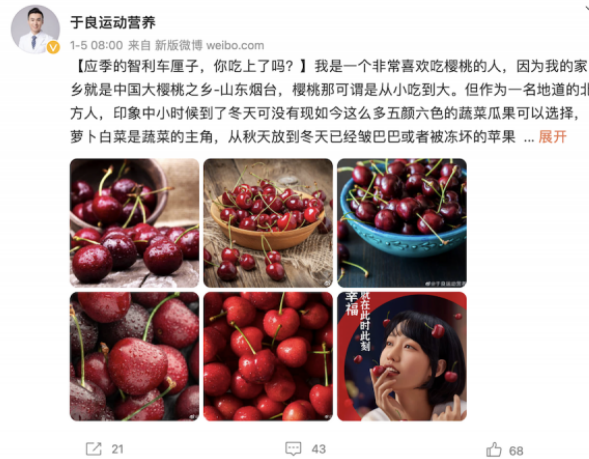 于良运动营养
1-5 08:00 来自 新版微博 weibo.com
【应季的智利车厘子，你吃上了吗？】我是一个非常喜欢吃樱桃的人，因为我的家
乡就是中国大樱桃之乡-山东烟台，樱桃那可谓是从小吃到大。但作为一名地道的北
方人，印象中小时候到了冬天可没有现如今这么多五颜六色的蔬菜瓜果可以选择，
萝卜白菜是蔬菜的主角，从秋天放到冬天已经皱巴巴或者被冻坏的苹果 ... 展开
@于良运动营养
幸福
就在此时此刻
21
43
68